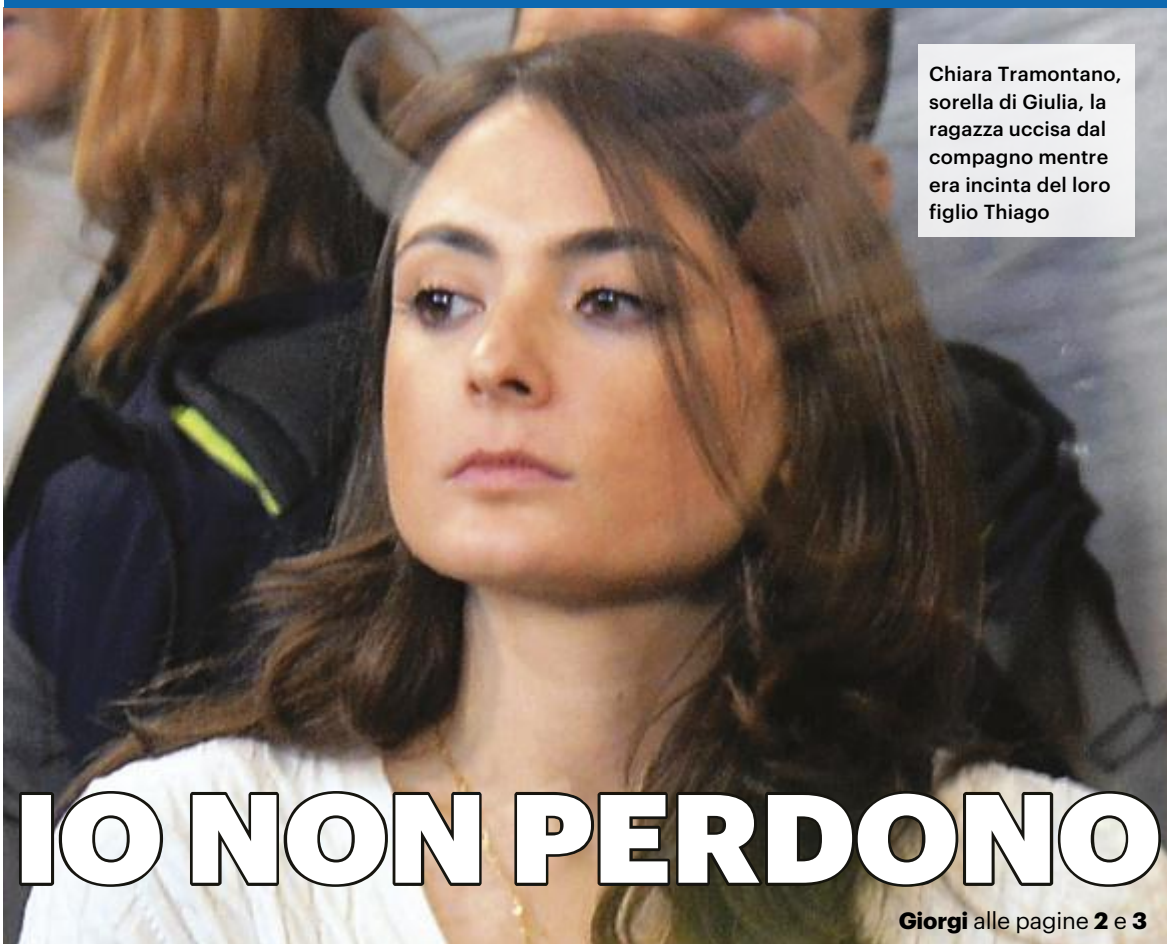 Chiara Tramontano,
sorella di Giulia, la
ragazza uccisa dal
compagno mentre
era incinta del loro
figlio Thiago
IO NON PERDONO
Giorgi alle pagine 2 e 3